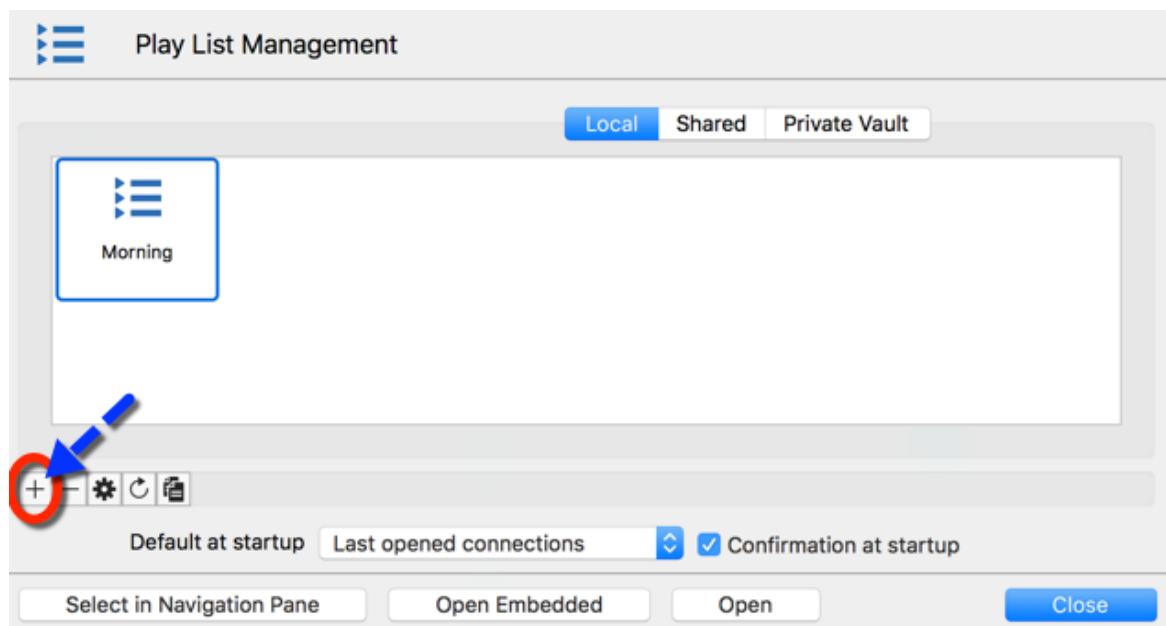 Play List Management
Local Shared Private Vault
Morning
Default at startup Last opened connections Confirmation at startup
Select in Navigation Pane Open Embedded Open Close